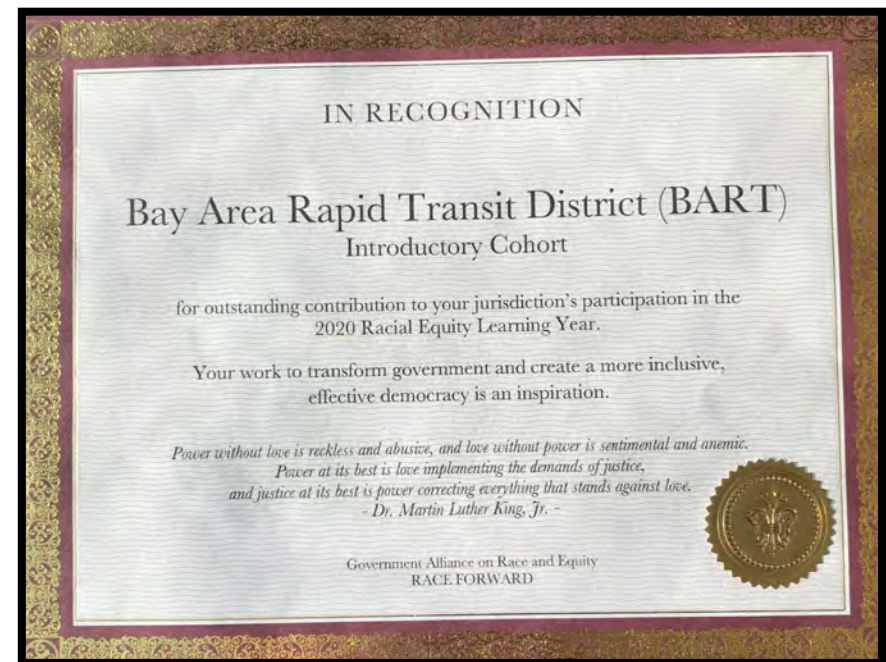 IN RECOGNITION
Bay Area Rapid Transit District (BART)
Introductory Cohort
for outstanding contribution to your jurisdiction's participation in the
2020 Racial Equity Learning Year.
Your work to transform government and create a more inclusive,
effective democracy is an inspiration.
Power without love is reckless and abusive, and love without power is sentimental and anemic.
Power at its best is love implementing the demands of justice,
and justice at its best is power correcting everything that stands against love.
- Dr. Martin Luther King, Jr. -
Government Alliance on Race and Equity
RACE FORWARD